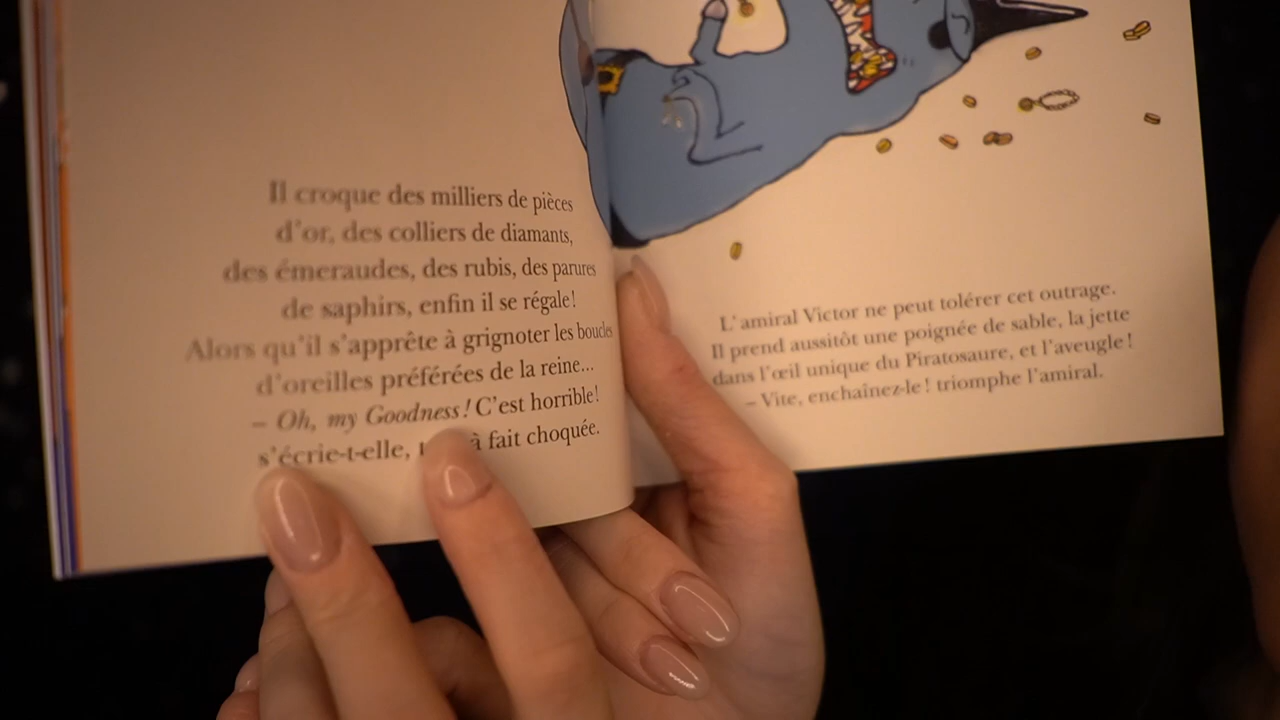 Il croque des milliers de pièces
d'or, des colliers de diamants,
des émeraudes, des rubis, des parures
de saphirs, enfin il se régale !
Alors qu'il s'apprête à grignoter les boucles
d'oreilles préférées de la reine...
– Oh, my Goodness ! C'est horrible !
s'écrie-t-elle, à fait choquée.
L'amiral Victor ne peut tolérer cet outrage.
Il prend aussitôt une poignée de sable, la jette
dans l'œil unique du Piratosaure, et l'aveugle !
– Vite, enchaînez-le ! triomphe l'amiral.